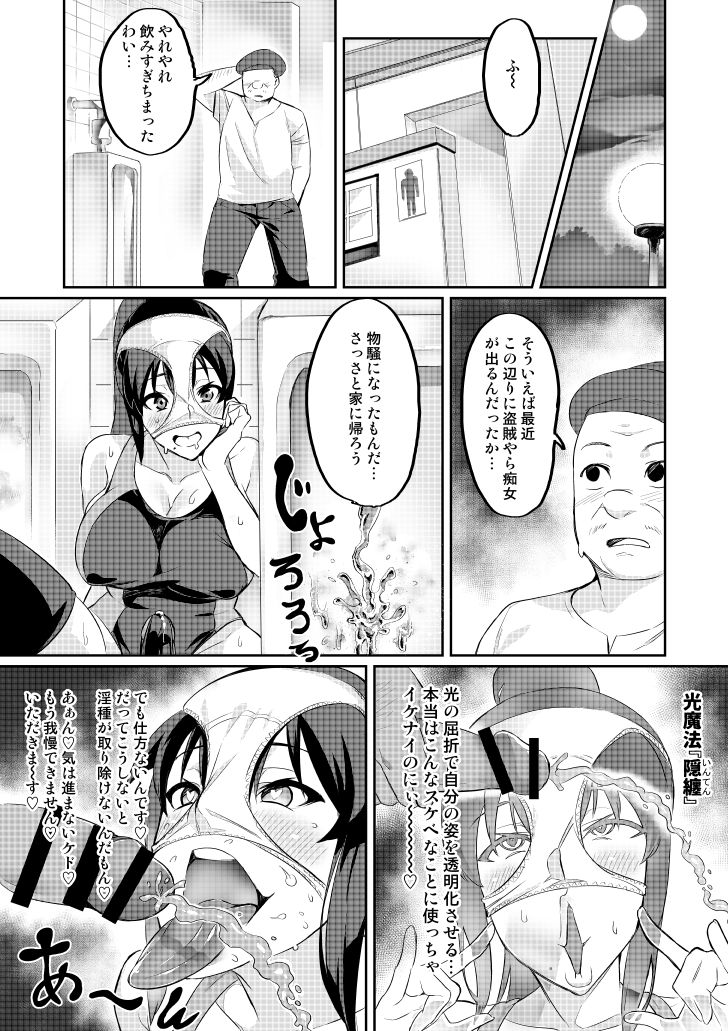 ふ～
やれやれ
飲みすぎちまった
わい…
そういえば最近
この辺りに盗賊やら痴女
が出るんだったか…
物騒になったもんだ…
さっさと家に帰ろう
じょろろろっ
光魔法『隠纏』
いんてん
光の屈折で自分の姿を透明化させる…
本当はこんなスケベなことに使っちゃ
イケナイのにぃ～～～～～♡
でも仕方ないんです♡
だってこうしないと
淫種が取り除けないんだもん♡
あぁん♡気は進まないケド♡
もう我慢できません♡
いただきま～す♡
あ～ん